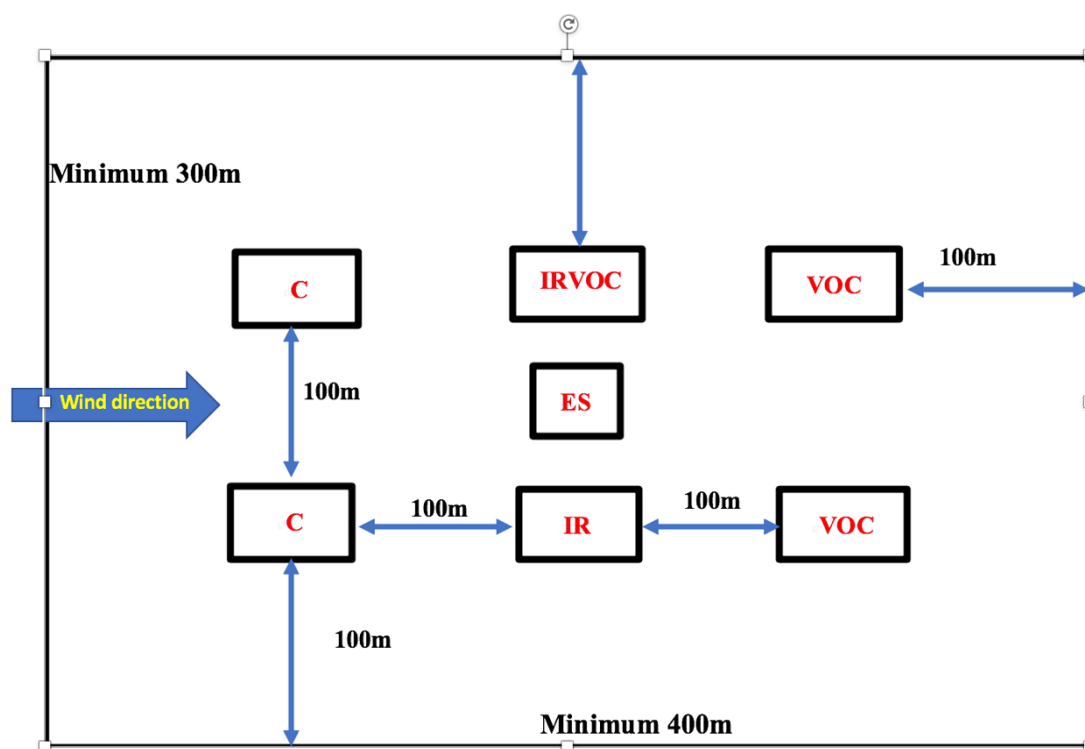 Minimum 300m
C
IRVOC
VOC
100m
Wind direction
100m
ES
C
100m
IR
100m
VOC
100m
Minimum 400m